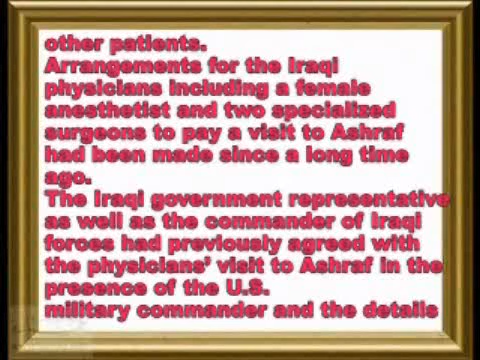 other patients.
Arrangements for the Iraqi
physicians including a female
anesthetist and two specialized
surgeons to pay a visit to Ashraf
had been made since a long time
ago.
The Iraqi government representative
as well as the commander of Iraqi
forces had previously agreed with
the physicians' visit to Ashraf in the
presence of the U.S.
military commander and the details